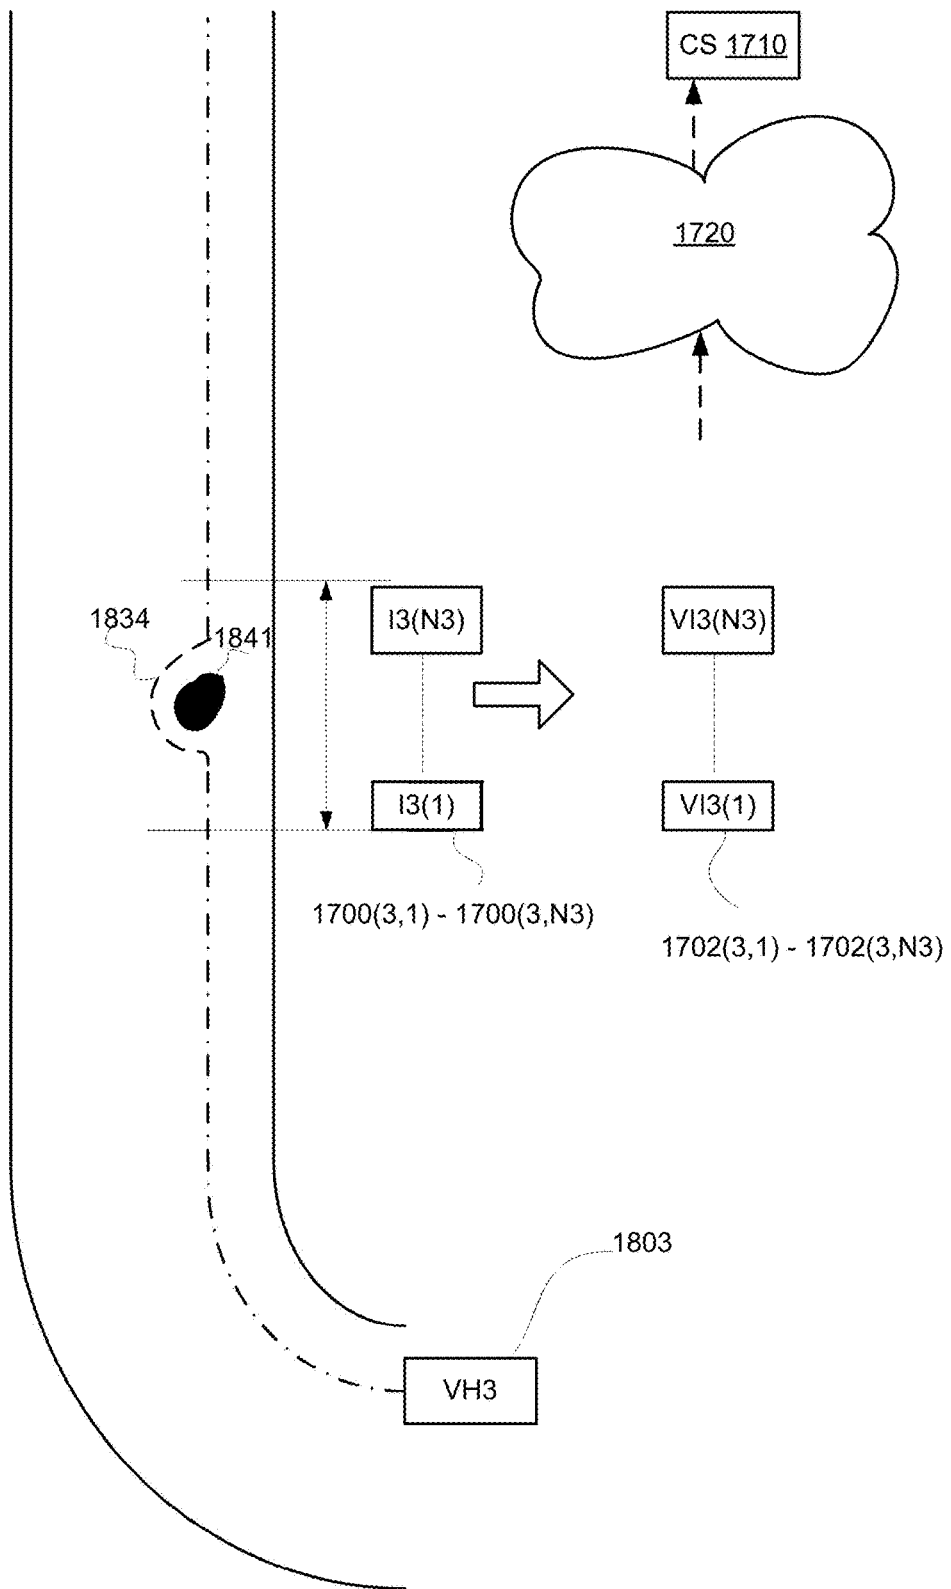 CS 1710
1720
1834
1841
I3(N3)
VI3(N3)
I3(1)
VI3(1)
1700(3,1) - 1700(3,N3)
1702(3,1) - 1702(3,N3)
1803
VH3